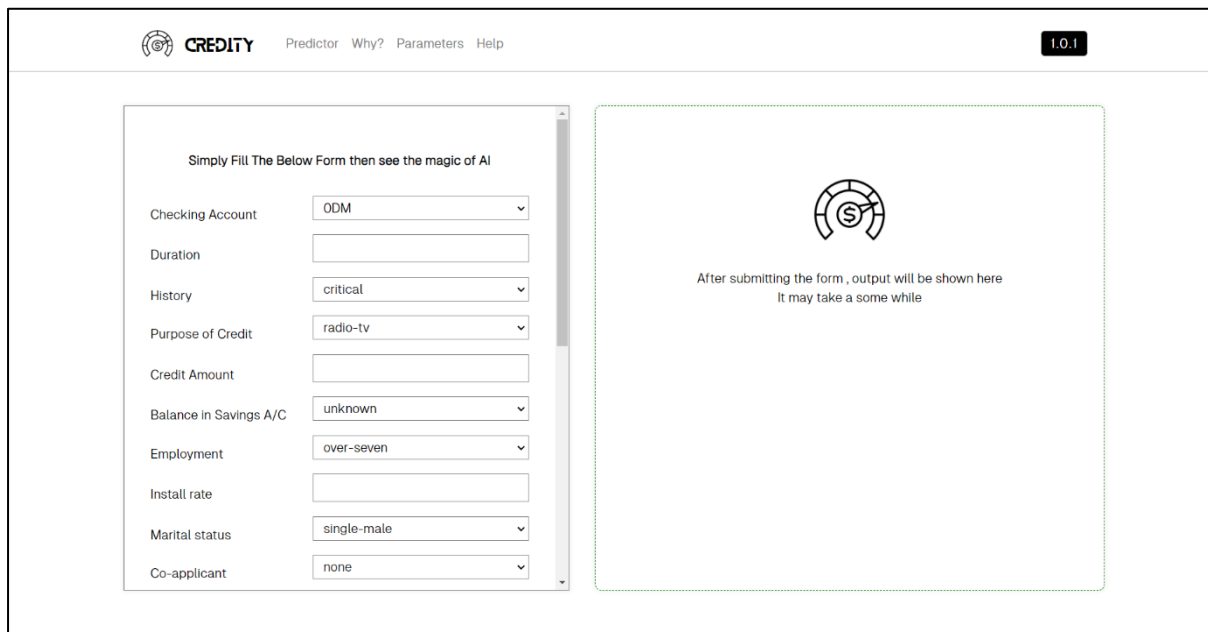 CREDITY Predictor Why? Parameters Help 1.0.1
Simply Fill The Below Form then see the magic of AI
Checking Account 0DM
Duration
History critical
Purpose of Credit radio-tv
Credit Amount
Balance in Savings A/C unknown
Employment over-seven
Install rate
Marital status single-male
Co-applicant none
$
After submitting the form , output will be shown here
It may take a some while